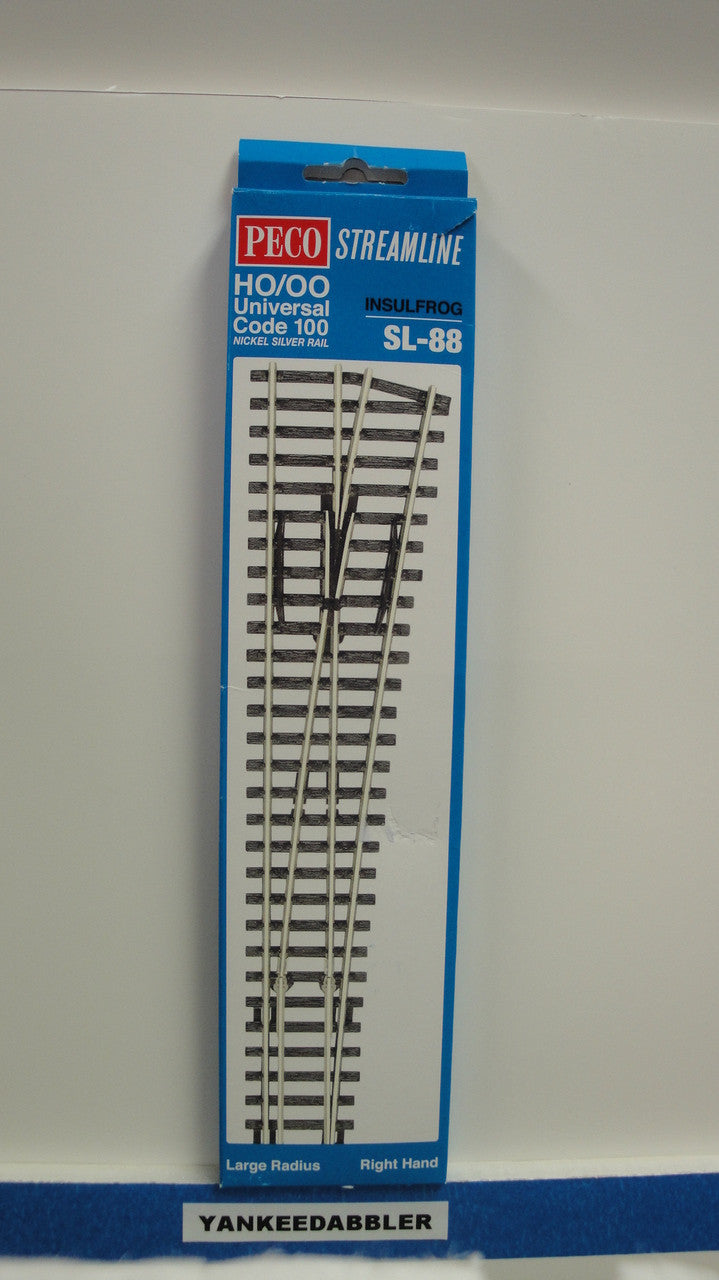 PECO STREAMLINE
HO/OO
Universal
Code 100
NICKEL SILVER RAIL
INSULFROG
SL-88
Large Radius Right Hand
YANKEEDABBLER